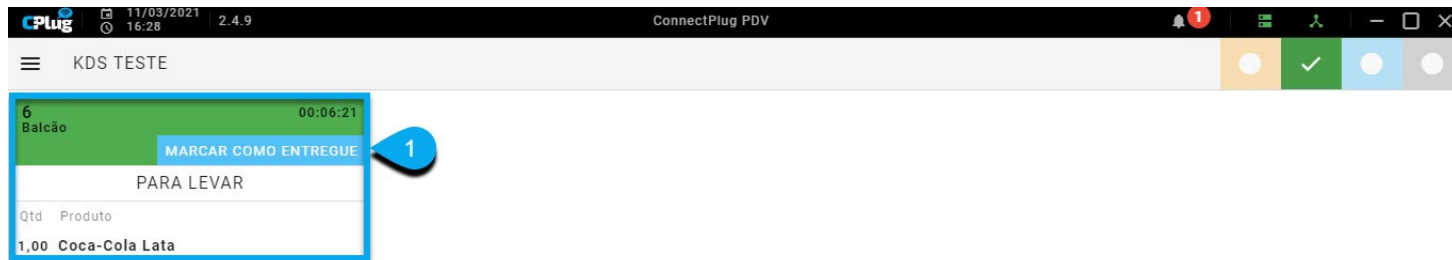 CPlug 11/03/2021 16:28 2.4.9 ConnectPlug PDV 1
KDS TESTE
6 00:06:21
Balcão
MARCAR COMO ENTREGUE 1
PARA LEVAR
Qtd Produto
1,00 Coca-Cola Lata